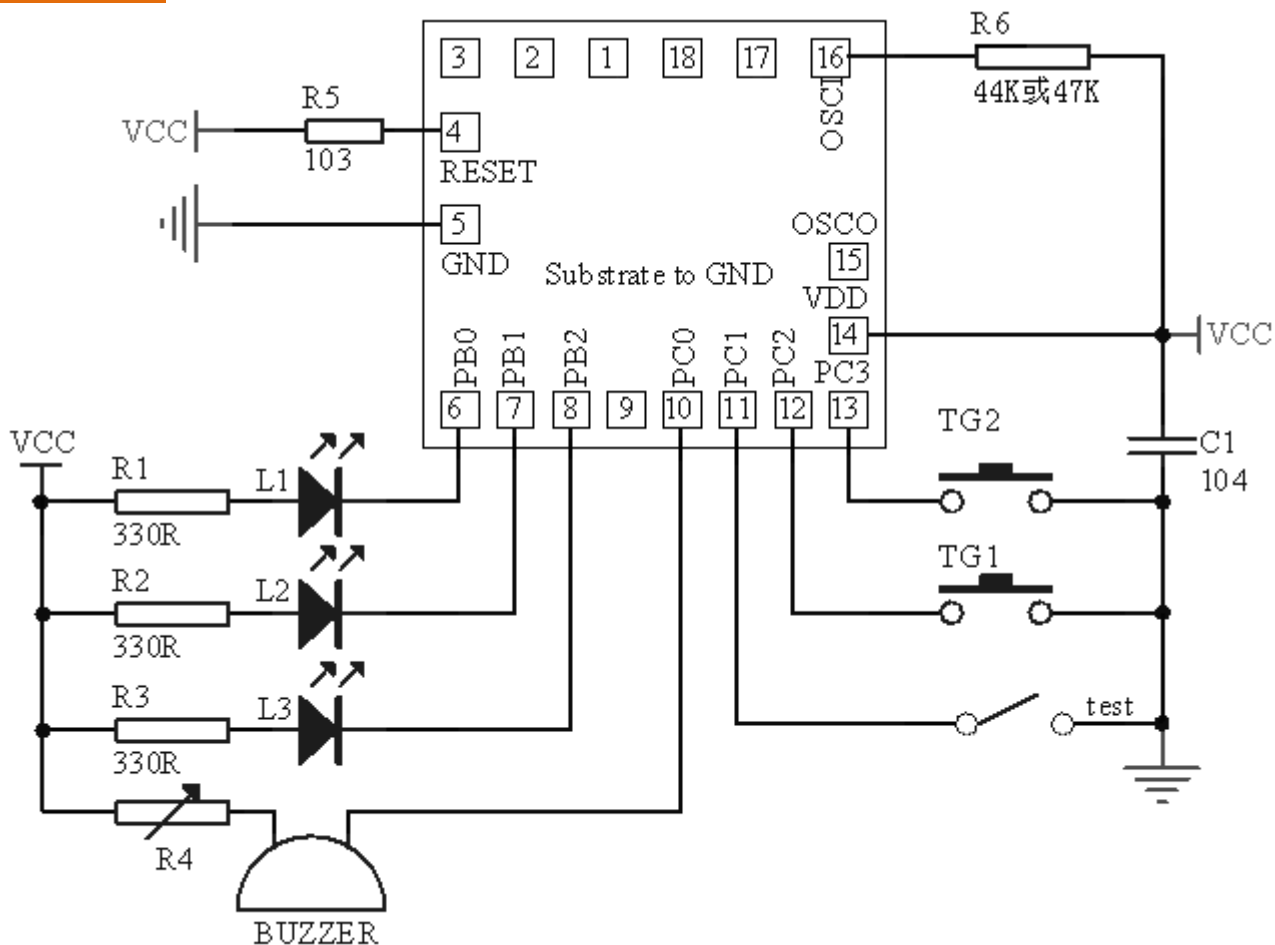 R6
3 2 1 18 17 16
OSCI
44K或47K
R5
VCC
103
4
RESET
5
GND
OSCO
15
Substrate to GND
VDD
14
VCC
PB0 PB1 PB2 PC0 PC1 PC2 PC3
6 7 8 9 10 11 12 13
TG2
C1
104
VCC
R1
L1
330R
TG1
R2
L2
330R
R3
L3
330R
test
R4
BUZZER